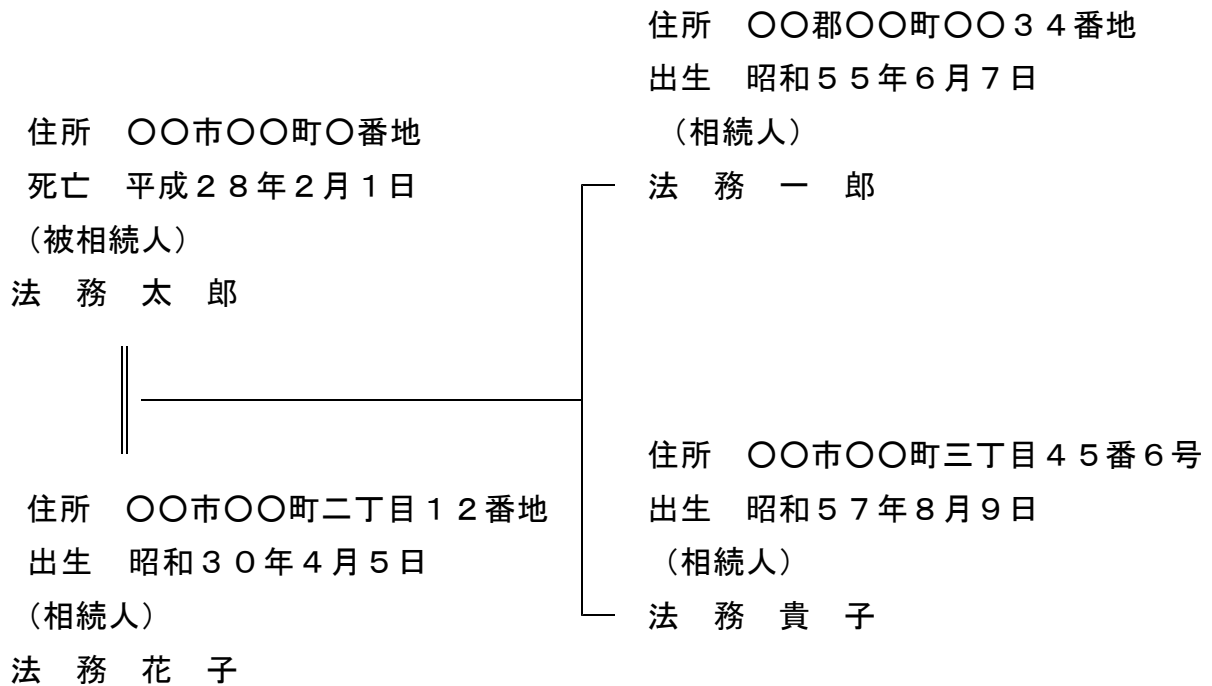 住所　〇〇市〇〇町〇番地
死亡　平成２８年２月１日
（被相続人）
法　務　太　郎
住所　〇〇市〇〇町二丁目１２番地
出生　昭和３０年４月５日
（相続人）
法　務　花　子
住所　〇〇郡〇〇町〇〇３４番地
出生　昭和５５年６月７日
（相続人）
法　務　一　郎
住所　〇〇市〇〇町三丁目４５番６号
出生　昭和５７年８月９日
（相続人）
法　務　貴　子